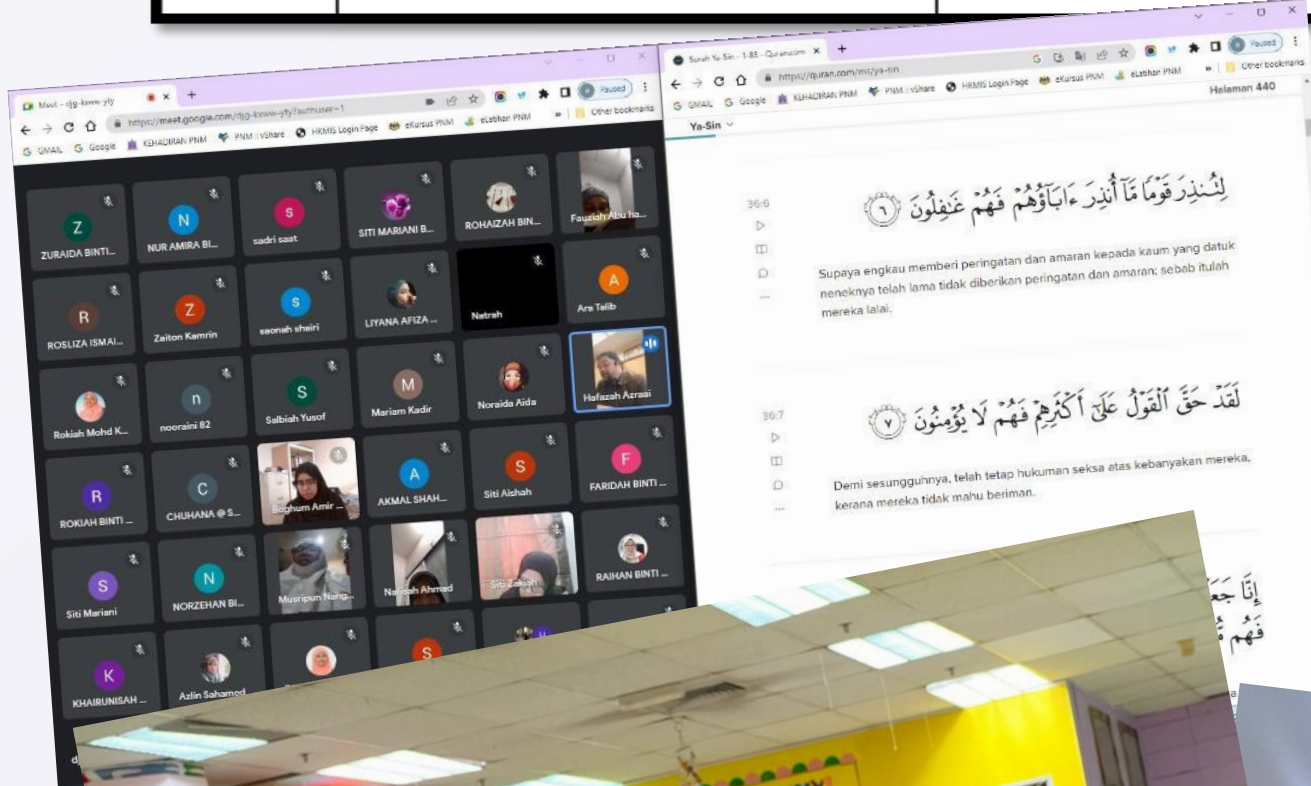 Meet - djg-kxww-yty
https://meet.google.com/djg-kxww-yty?authuser=1
Paused
GMAIL Google KEHADIRAN PNM PNM :: vShare HRMIS Login Page eKursus PNM eLatihan PNM Other bookmarks
Z
ZURAIDA BINTI...
N
NUR AMIRA BI...
s
sadri saat
SITI MARIANI B...
ROHAIZAH BIN...
Fauziah Abu ha...
R
ROSLIZA ISMAI...
Z
Zaiton Kamrin
s
saonah shairi
LIYANA AFIZA ...
Natrah
A
Ara Talib
Rokiah Mohd K...
n
nooraini 82
S
Salbiah Yusof
M
Mariam Kadir
Noraida Aida
Hafazah Azraai
R
ROKIAH BINTI ...
C
CHUHANA @ S...
Boghum Amir ...
A
AKMAL SHAH...
S
Siti Aishah
F
FARIDAH BINTI ...
S
Siti Mariani
N
NORZEHAN BI...
Musripun Nang...
Nafisah Ahmad
Siti Zakiah
RAIHAN BINTI ...
K
KHAIRUNISAH ...
Azlin Sahamod
S
Surah Ya-Sin - 1-83 - Quran.com
https://quran.com/ms/ya-sin
Paused
GMAIL Google KEHADIRAN PNM PNM :: vShare HRMIS Login Page eKursus PNM eLatihan PNM Other bookmarks
Ya-Sin
Halaman 440
36:6
لِتُنذِرَ قَوْمًا مَّآ أُنذِرَ ءَابَآؤُهُمْ فَهُمْ غَـٰفِلُونَ ٦
Supaya engkau memberi peringatan dan amaran kepada kaum yang datuk
neneknya telah lama tidak diberikan peringatan dan amaran; sebab itulah
mereka lalai.
36:7
لَقَدْ حَقَّ ٱلْقَوْلُ عَلَىٰٓ أَكْثَرِهِمْ فَهُمْ لَا يُؤْمِنُونَ ٧
Demi sesungguhnya, telah tetap hukuman seksa atas kebanyakan mereka,
kerana mereka tidak mahu beriman.
إِنَّا
فَهُم